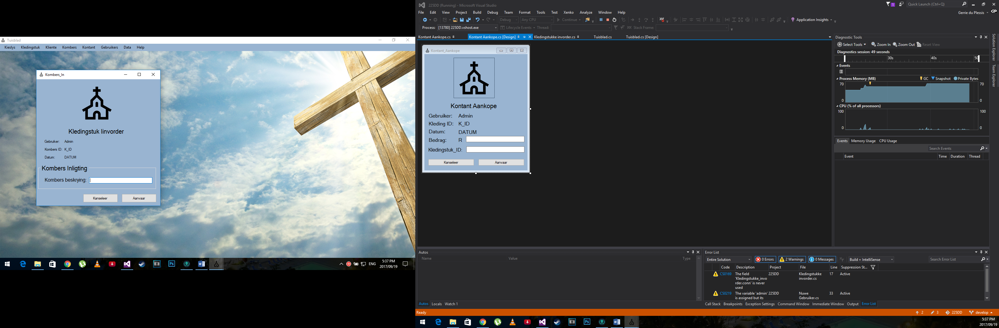 Tuisblad
Kieslys Kledingstuk Kliente Kombers Kontant Gebruikers Data Help
Kombers_In
Kledingstuk Iinvorder
Gebruiker: Admin
Kombers ID: K_ID
Datum: DATUM
Kombers Inligting
Kombers beskrying:
Kanseleer Aanvaar
Ps
ENG
5:37 PM
2017/09/19
225DD (Running) - Microsoft Visual Studio
1
Quick Launch (Ctrl+Q)
File Edit View Project Build Debug Team Format Tools Test Xenko Analyze Window Help
Gerrie du Plessis GP
Debug Any CPU Continue Application Insights
Process: [13780] 225DD.vshost.exe Lifecycle Events Thread: Stack Frame:
Kontant Aankope.cs Kontant Aankope.cs [Design] Kledingstukke invorder.cs Tuisblad.cs Tuisblad.cs [Design]
Kontant_Aankope
Kontant Aankope
Gebruiker: Admin
Kleding ID: K_ID
Datum: DATUM
Bedrag: R
Kledingstuk_ID:
Kanseleer Aanvaar
Diagnostic Tools
Select Tools Zoom In Zoom Out Reset View
Diagnostics session: 49 seconds
30s 40s 50
Events
Process Memory (MB) GC Snapshot Private Bytes
70 70
0 0
CPU (% of all processors)
100 100
0 0
Events Memory Usage CPU Usage
Search Events
Event Time Duration Thread
Solution Explorer
Team Explorer
Autos
Name Value Type
Autos Locals Watch 1
Error List
Entire Solution 0 Errors 2 Warnings 0 Messages Build + IntelliSense Search Error List
Code Description Project File Line Suppression St...
CS0169 The field 225DD Kledingstukke 17 Active
'Kledingstukke_invo invorder.cs
rder.conn' is never
used
CS0219 The variable 'admin' 225DD Nuwe 33 Active
is assigned but its Gebruiker.cs
Call Stack Breakpoints Exception Settings Command Window Immediate Window Output Error List
Ready
2 3 225DD develop
Ps
5:37 PM
2017/09/19